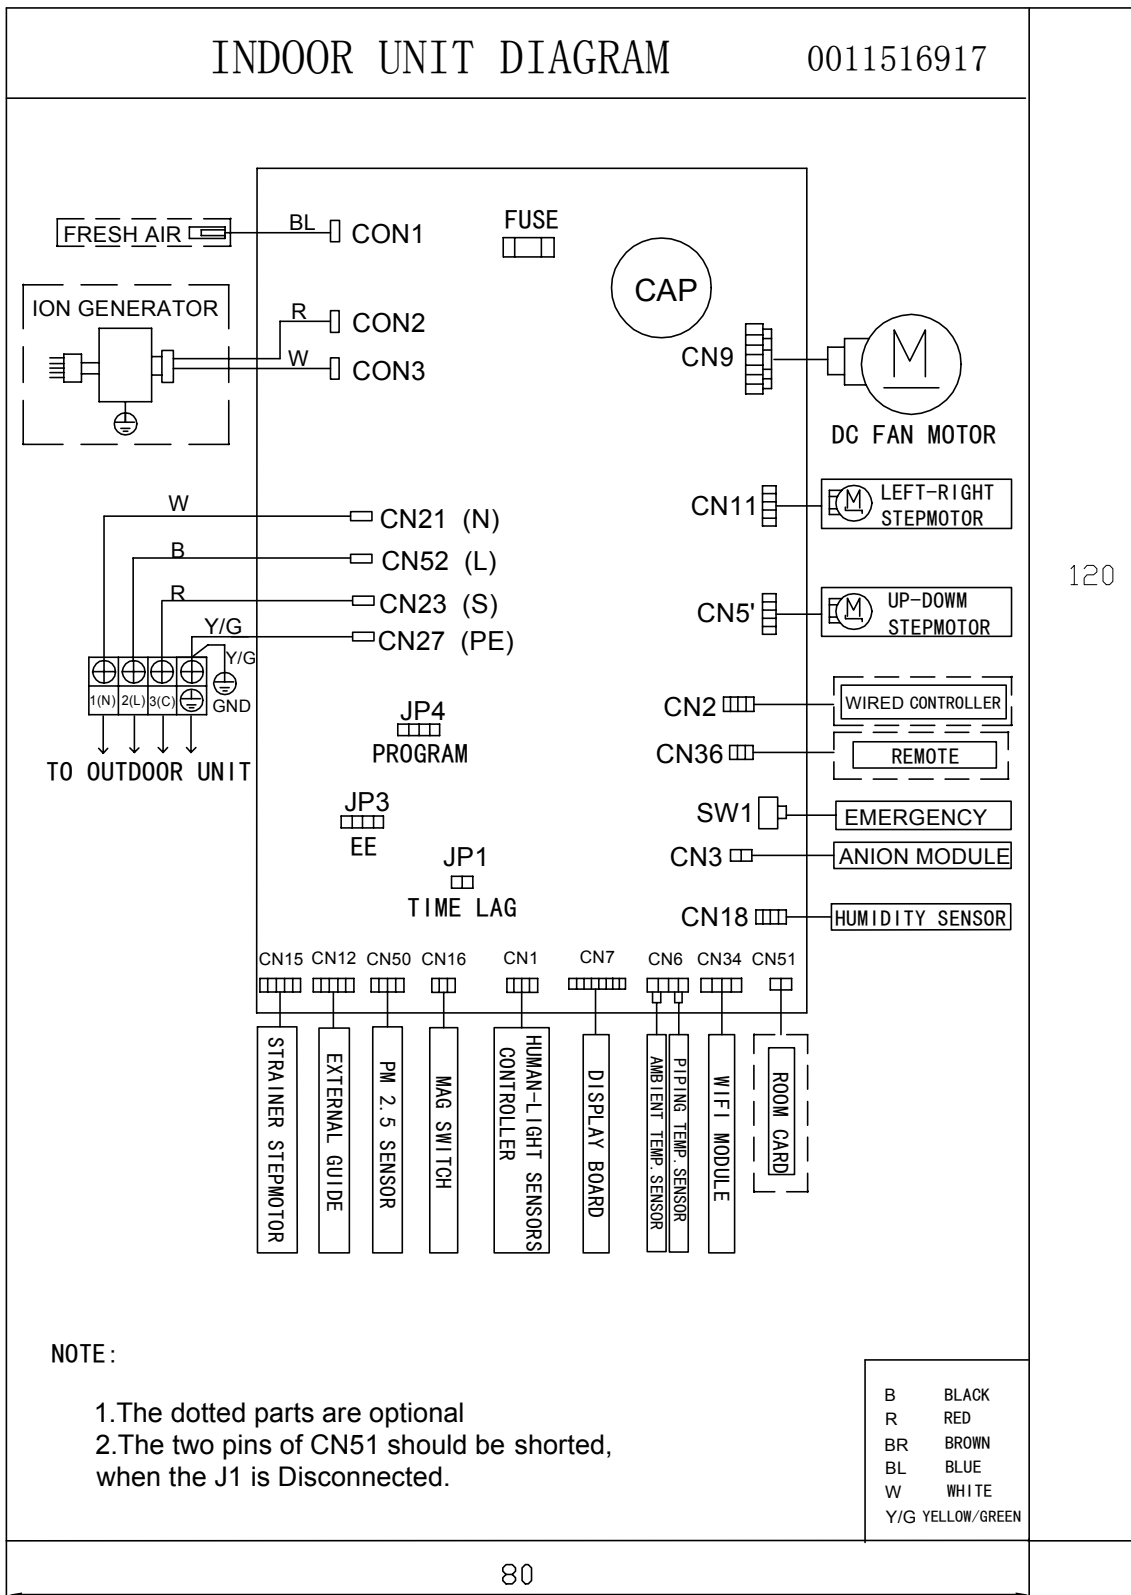 INDOOR UNIT DIAGRAM 0011516917
FRESH AIR
BL
CON1
FUSE
CAP
ION GENERATOR
R
CON2
W
CON3
CN9
M
DC FAN MOTOR
W
CN21 (N)
B
CN52 (L)
R
CN23 (S)
Y/G
CN27 (PE)
Y/G
GND
1(N) 2(L) 3(C)
TO OUTDOOR UNIT
CN11
M
LEFT-RIGHT
STEPMOTOR
CN5'
M
UP-DOWM
STEPMOTOR
120
CN2
WIRED CONTROLLER
CN36
REMOTE
SW1
EMERGENCY
CN3
ANION MODULE
CN18
HUMIDITY SENSOR
JP4
PROGRAM
JP3
EE
JP1
TIME LAG
CN15 CN12 CN50 CN16 CN1 CN7 CN6 CN34 CN51
STRAINER STEPMOTOR
EXTERNAL GUIDE
PM 2.5 SENSOR
MAG SWITCH
HUMAN-LIGHT SENSORS
CONTROLLER
DISPLAY BOARD
AMBIENT TEMP.SENSOR
PIPING TEMP.SENSOR
WIFI MODULE
ROOM CARD
NOTE:
1.The dotted parts are optional
2.The two pins of CN51 should be shorted,
when the J1 is Disconnected.
B BLACK
R RED
BR BROWN
BL BLUE
W WHITE
Y/G YELLOW/GREEN
80